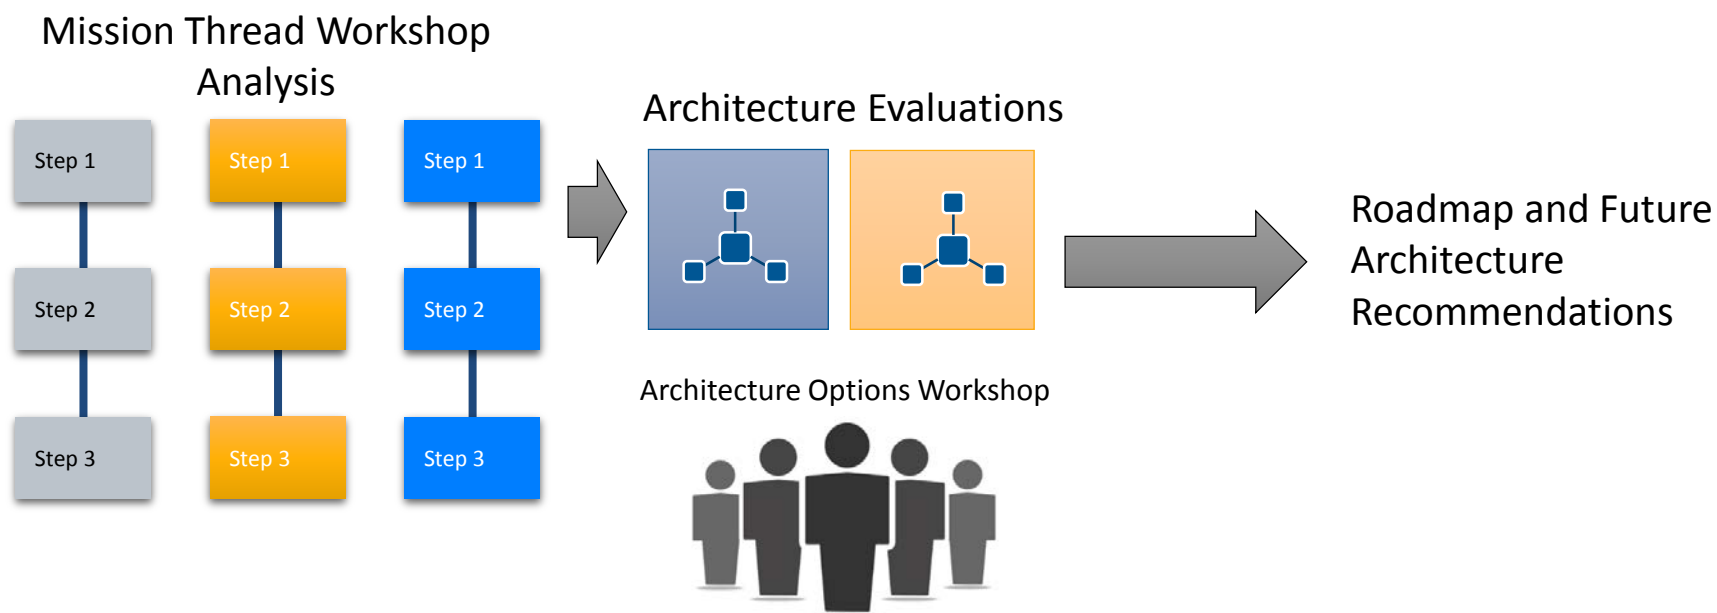 Mission Thread Workshop
Analysis
Step 1
Step 2
Step 3
Step 1
Step 2
Step 3
Step 1
Step 2
Step 3
Architecture Evaluations
Architecture Options Workshop
Roadmap and Future
Architecture
Recommendations